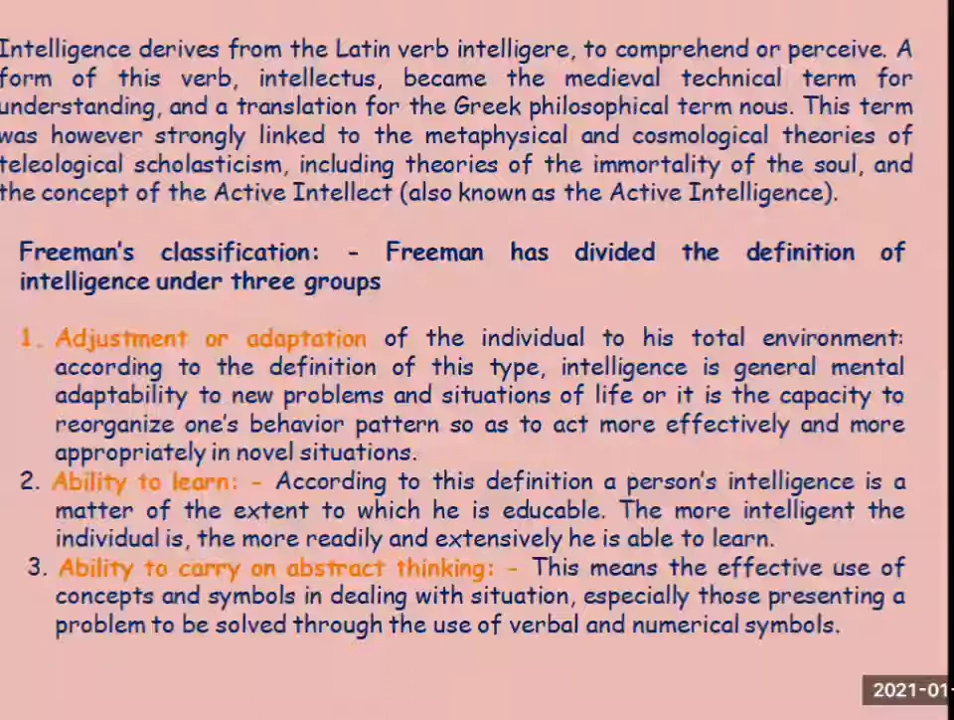 Intelligence derives from the Latin verb intelligere, to comprehend or perceive. A
form of this verb, intellectus, became the medieval technical term for
understanding, and a translation for the Greek philosophical term nous. This term
was however strongly linked to the metaphysical and cosmological theories of
teleological scholasticism, including theories of the immortality of the soul, and
the concept of the Active Intellect (also known as the Active Intelligence).
Freeman's classification: - Freeman has divided the definition of
intelligence under three groups
1. Adjustment or adaptation of the individual to his total environment:
according to the definition of this type, intelligence is general mental
adaptability to new problems and situations of life or it is the capacity to
reorganize one's behavior pattern so as to act more effectively and more
appropriately in novel situations.
2. Ability to learn: - According to this definition a person's intelligence is a
matter of the extent to which he is educable. The more intelligent the
individual is, the more readily and extensively he is able to learn.
3. Ability to carry on abstract thinking: - This means the effective use of
concepts and symbols in dealing with situation, especially those presenting a
problem to be solved through the use of verbal and numerical symbols.
2021-01-